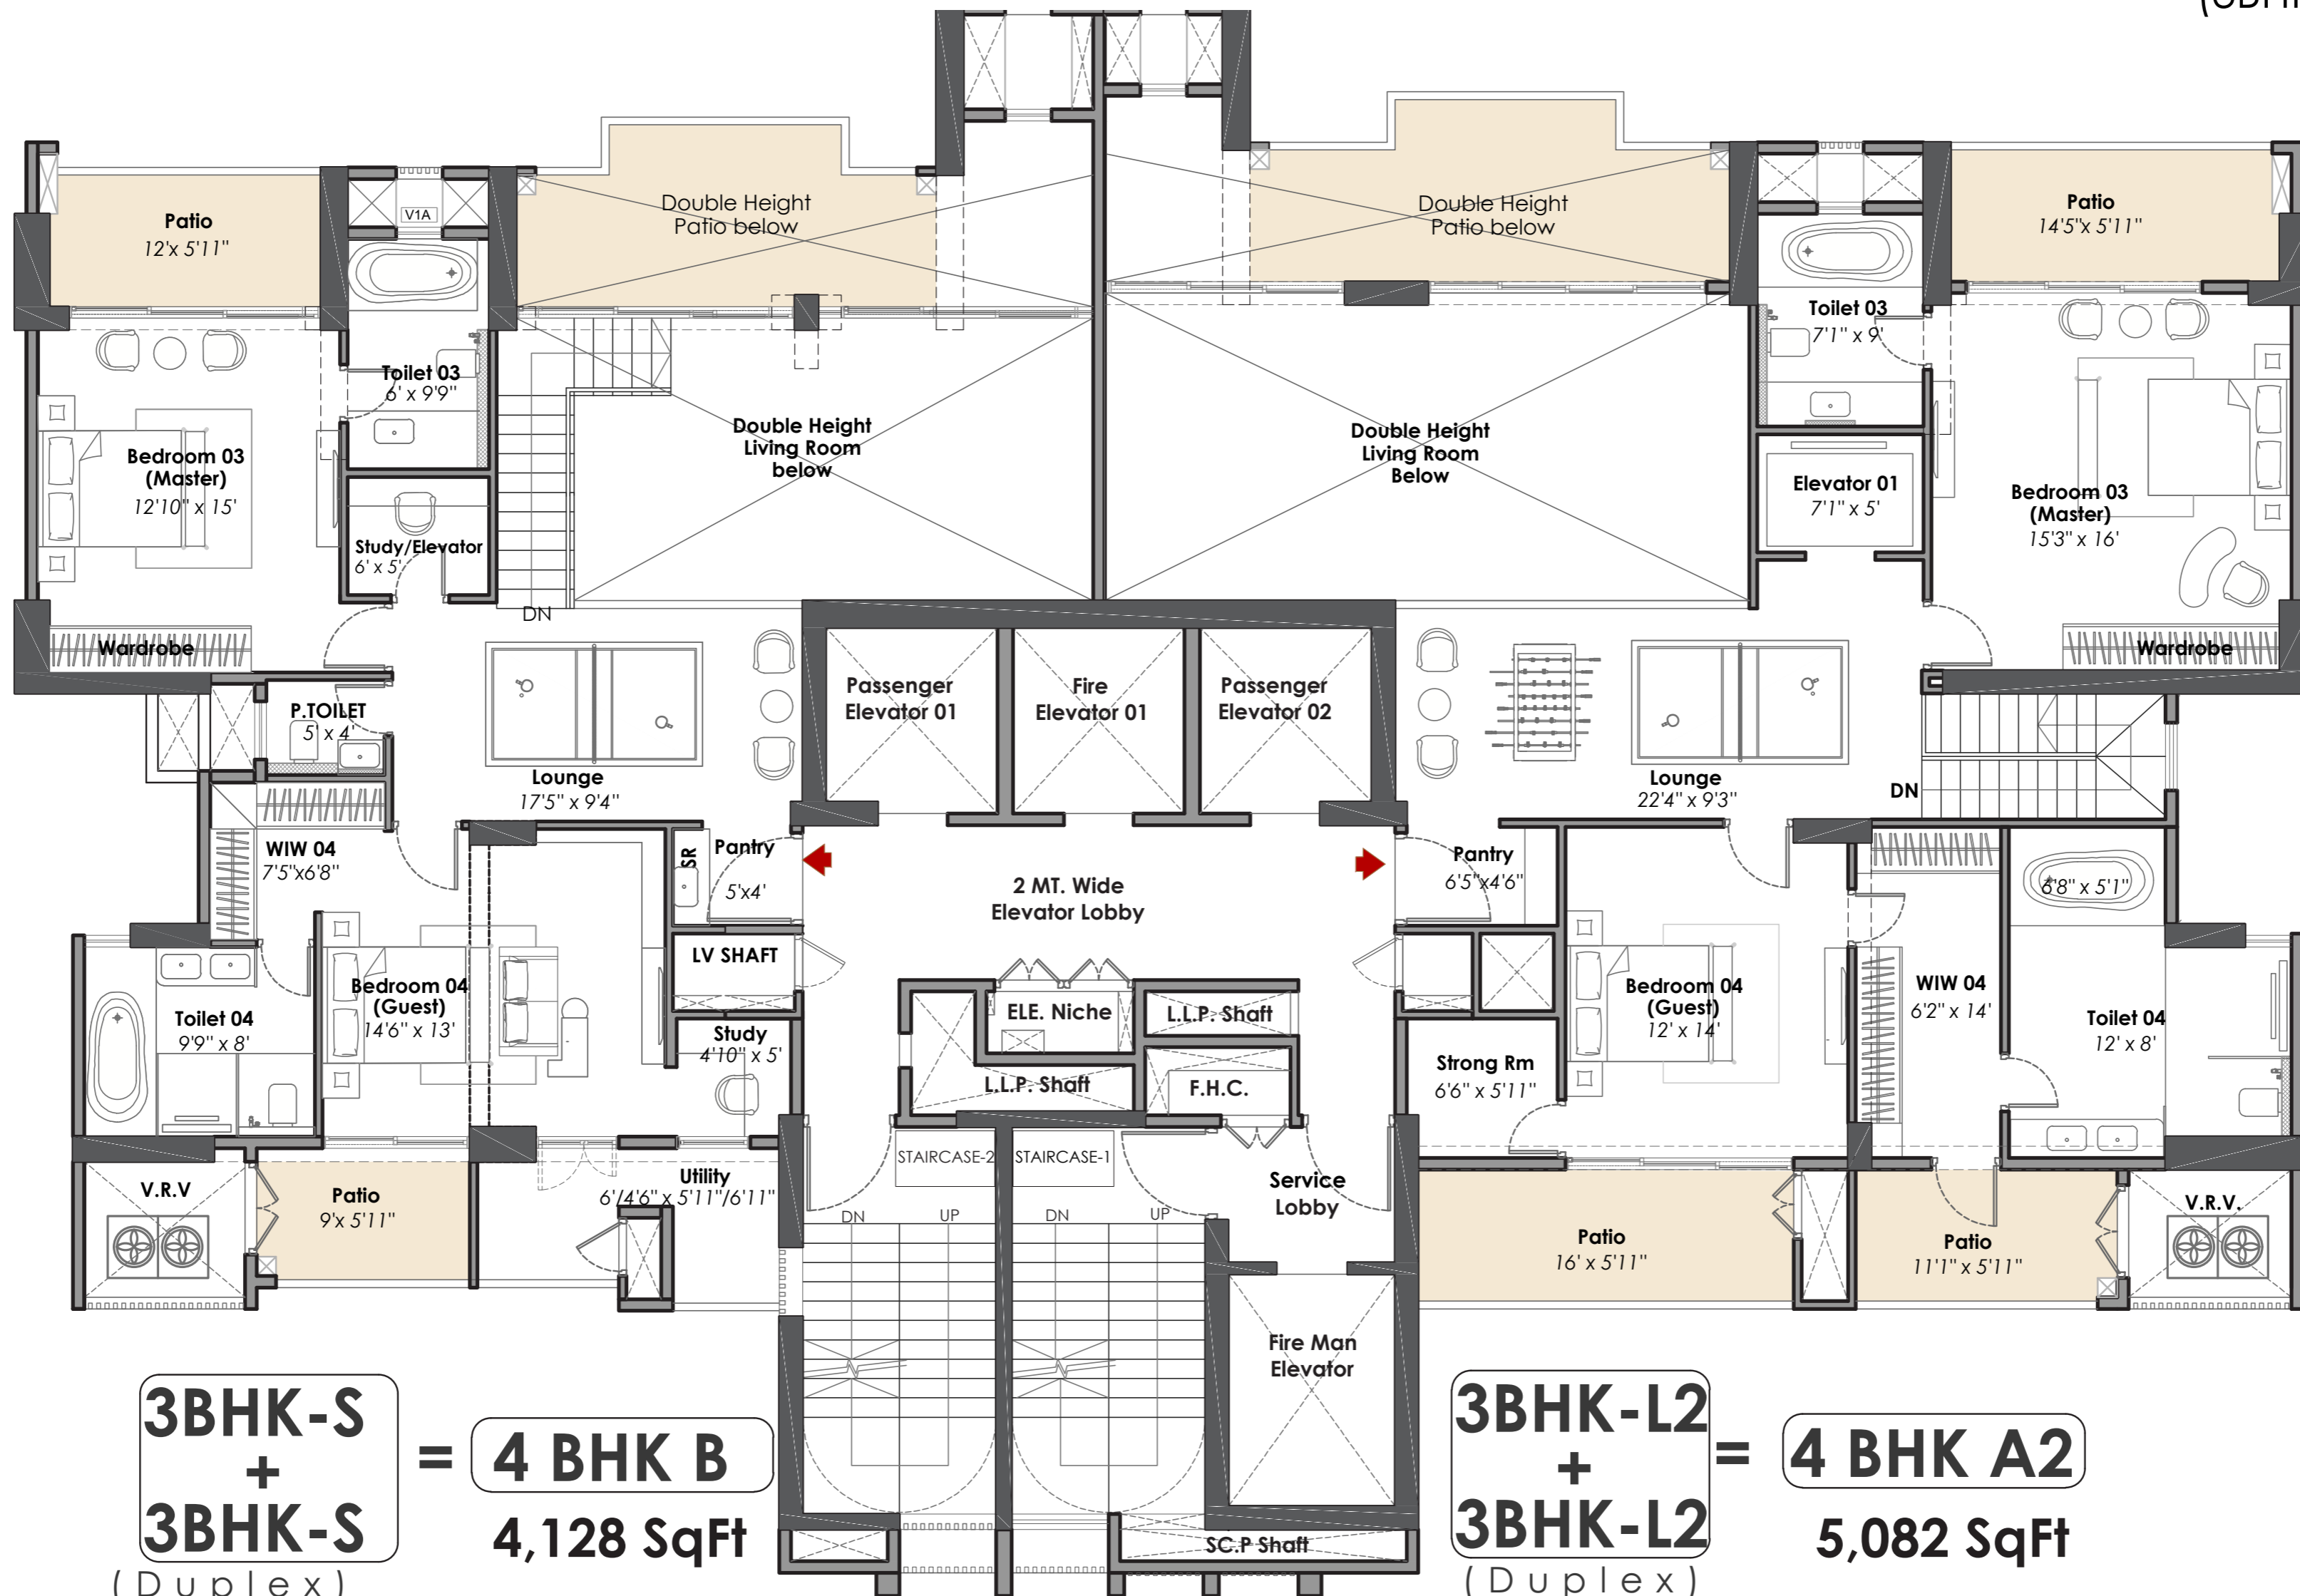 Double Height
Patio below
Double Height
Patio below
Patio
12'x 5'11"
V1A
Patio
14'5"x 5'11"
Toilet 03
6' x 9'9"
Toilet 03
7'1" x 9'
Bedroom 03
(Master)
12'10" x 15'
Double Height
Living Room
below
Double Height
Living Room
Below
Elevator 01
7'1" x 5'
Bedroom 03
(Master)
15'3" x 16'
Study/Elevator
6' x 5'
DN
Wardrobe
Wardrobe
P.TOILET
5' x 4'
Passenger
Elevator 01
Fire
Elevator 01
Passenger
Elevator 02
Lounge
17'5" x 9'4"
Lounge
22'4" x 9'3"
DN
WIW 04
7'5"x6'8"
SR
Pantry
5'x4'
2 MT. Wide
Elevator Lobby
Pantry
6'5"x4'6"
6'8" x 5'1"
LV SHAFT
Bedroom 04
(Guest)
14'6" x 13'
Toilet 04
9'9" x 8'
Study
4'10" x 5'
ELE. Niche
L.L.P. Shaft
L.L.P. Shaft
F.H.C.
Strong Rm
6'6" x 5'11"
Bedroom 04
(Guest)
12' x 14'
WIW 04
6'2" x 14'
Toilet 04
12' x 8'
STAIRCASE-2
STAIRCASE-1
V.R.V
Patio
9'x 5'11"
Utility
6'/4'6" x 5'11"/6'11"
DN
UP
DN
UP
Service
Lobby
Patio
16' x 5'11"
Patio
11'1" x 5'11"
V.R.V.
Fire Man
Elevator
SC.P Shaft
3BHK-S
+
3BHK-S
(Duplex)
=
4 BHK B
4,128 SqFt
3BHK-L2
+
3BHK-L2
(Duplex)
=
4 BHK A2
5,082 SqFt